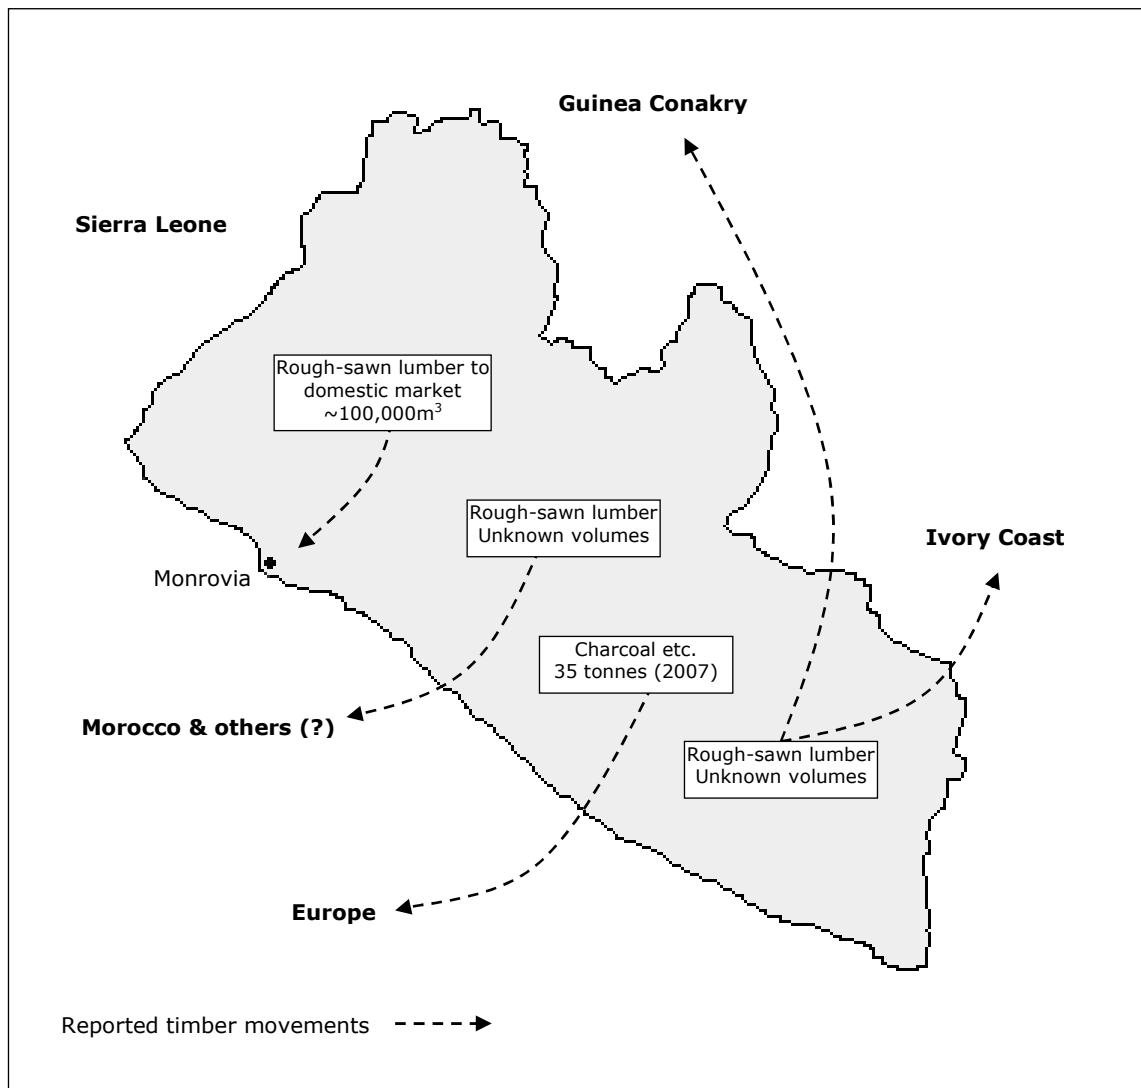 Guinea Conakry
Sierra Leone
Rough-sawn lumber to
domestic market
~100,000m³
Rough-sawn lumber
Unknown volumes
Ivory Coast
Monrovia
Charcoal etc.
35 tonnes (2007)
Morocco & others (?)
Rough-sawn lumber
Unknown volumes
Europe
Reported timber movements